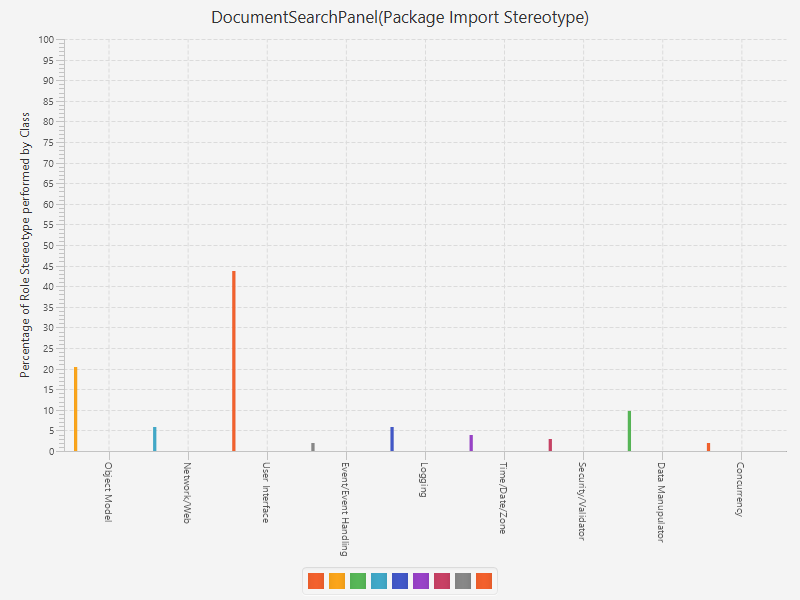 DocumentSearchPanel(Package Import Stereotype)
Percentage of Role Stereotype performed by Class
100
95
90
85
80
75
70
65
60
55
50
45
40
35
30
25
20
15
10
5
0
Object Model
Network/Web
User Interface
Event/Event Handling
Logging
Time/Date/Zone
Security/Validator
Data Manupulator
Concurrency